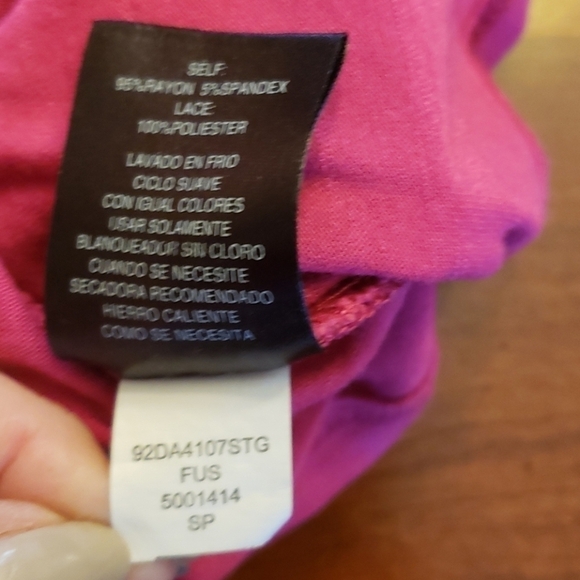 SELF:
95%RAYON 5%SPANDEX
LACE:
100%POLIESTER
LAVADO EN FRIO
CICLO SUAVE
CON IGUAL COLORES
USAR SOLAMENTE
BLANQUEADUR SIN CLORO
CUANDO SE NECESITE
SECADORA RECOMENDADO
HIERRO CALIENTE
COMO SE NECESITA
92DA4107STG
FUS
5001414
SP